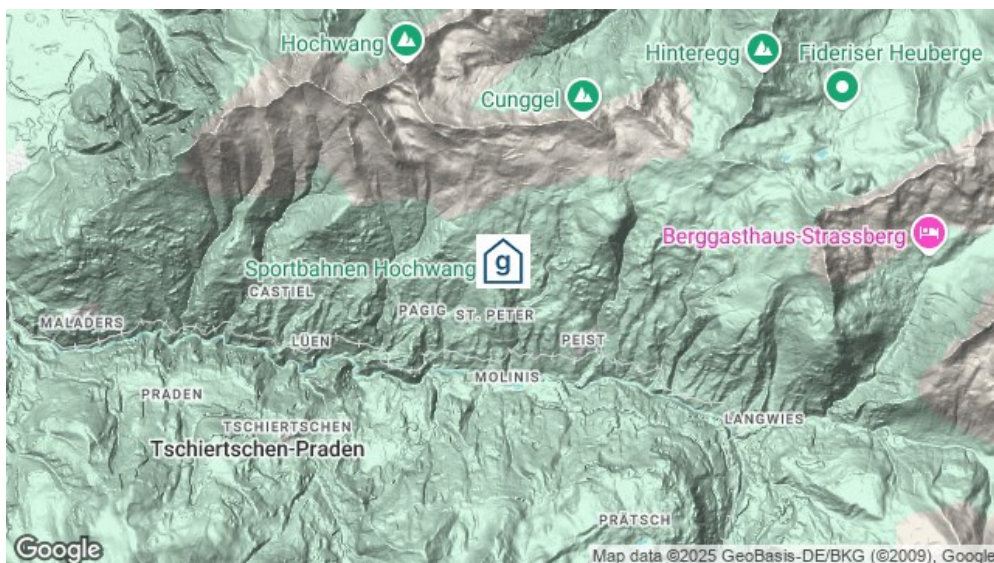 Hochwang
Hinteregg
Fideriser Heuberge
Cunggel
Berggasthaus-Strassberg
g
Sportbahnen Hochwang
CASTIEL
PAGIG
ST. PETER
MALADERS
LÜEN
PEIST
MOLINIS
PRADEN
LANGWIES
TSCHIERTSCHEN
Tschiertschen-Praden
PRÄTSCH
Google
Map data ©2025 GeoBasis-DE/BKG (©2009), Google